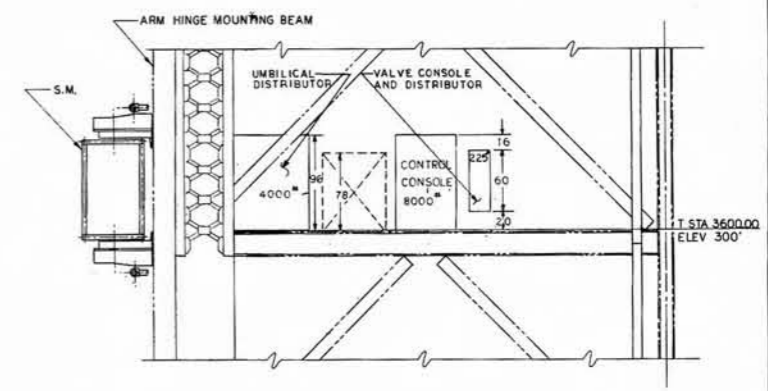 ARM HINGE MOUNTING BEAM
S.M.
UMBILICAL
DISTRIBUTOR
VALVE CONSOLE
AND DISTRIBUTOR
4000#
96
78
CONTROL
CONSOLE
8000#
225
16
60
20
T STA 3600.00
ELEV 300'